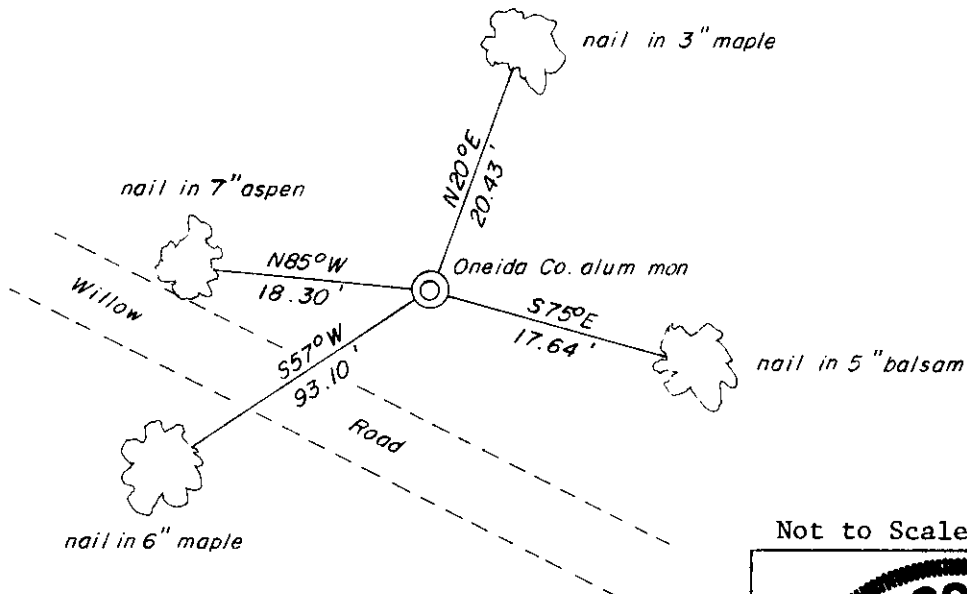 nail in 3" maple
N20°E
20.43'
nail in 7" aspen
N85°W
18.30'
Oneida Co. alum mon
Willow
S75°E
17.64'
S57°W
93.10'
nail in 5" balsam
Road
nail in 6" maple
Not to Scale